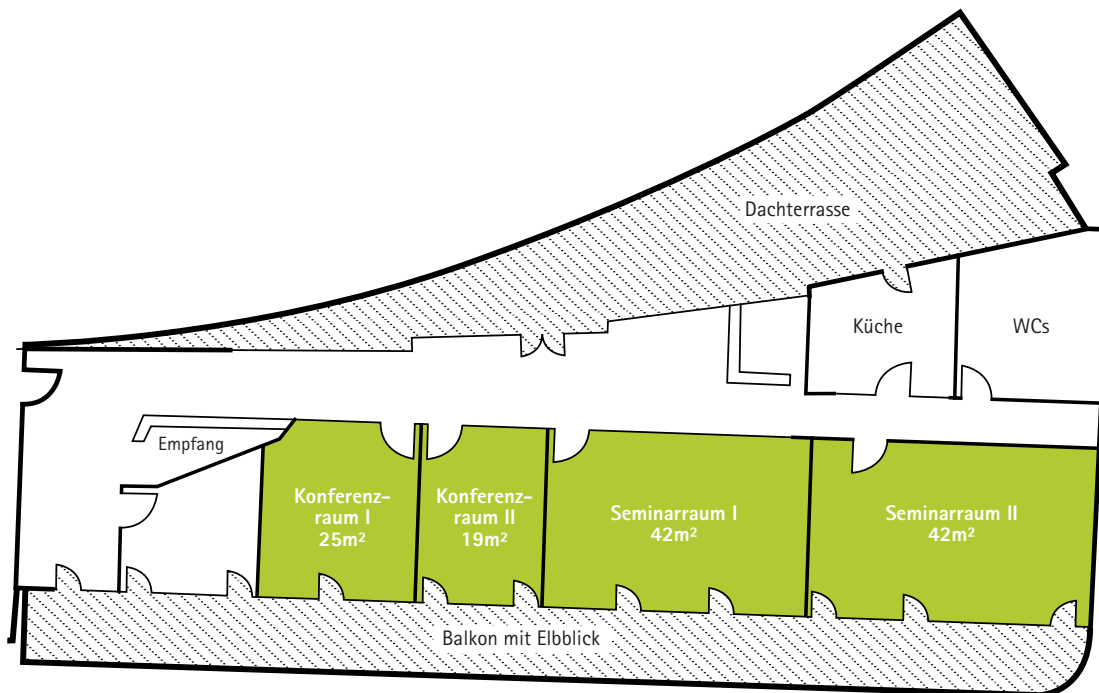 Dachterrasse
Küche
WCs
Empfang
Konferenz-
raum I
25m²
Konferenz-
raum II
19m²
Seminarraum I
42m²
Seminarraum II
42m²
Balkon mit Elbblick